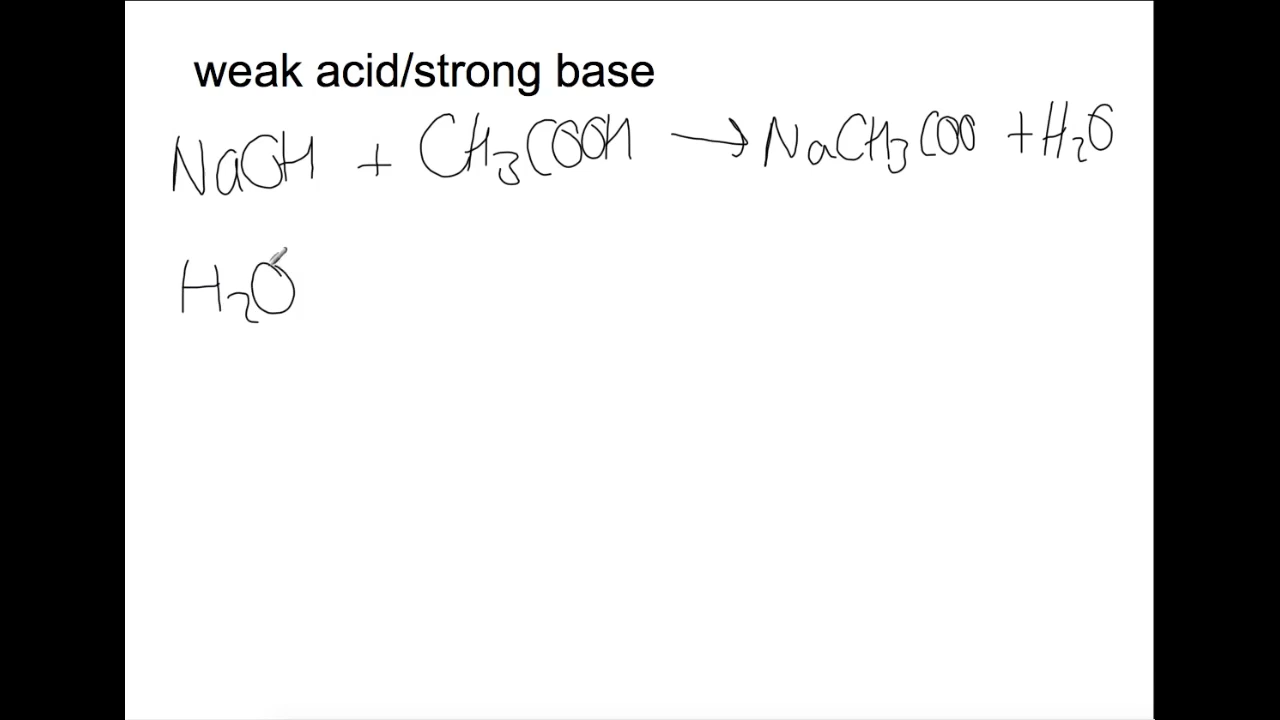 weak acid/strong base
NaOH + CH₃COOH → NaCH₃COO + H₂O
H₂O